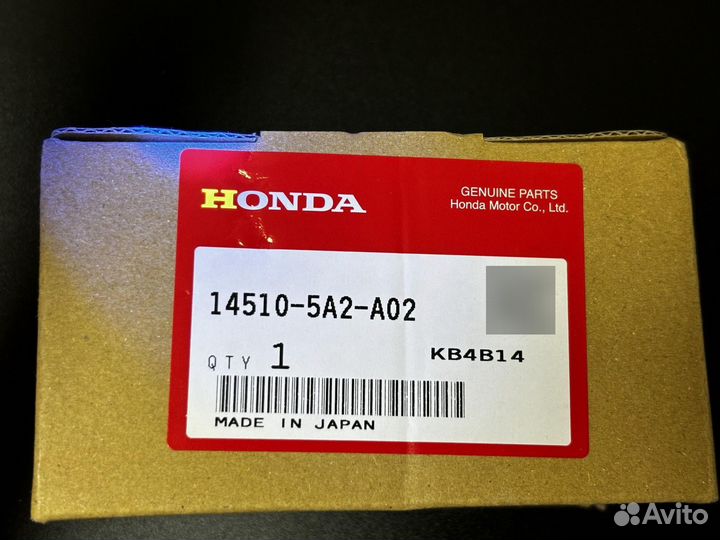 HONDA
GENUINE PARTS
Honda Motor Co., Ltd.
14510-5A2-A02
QTY 1
KB4B14
MADE IN JAPAN
Avito